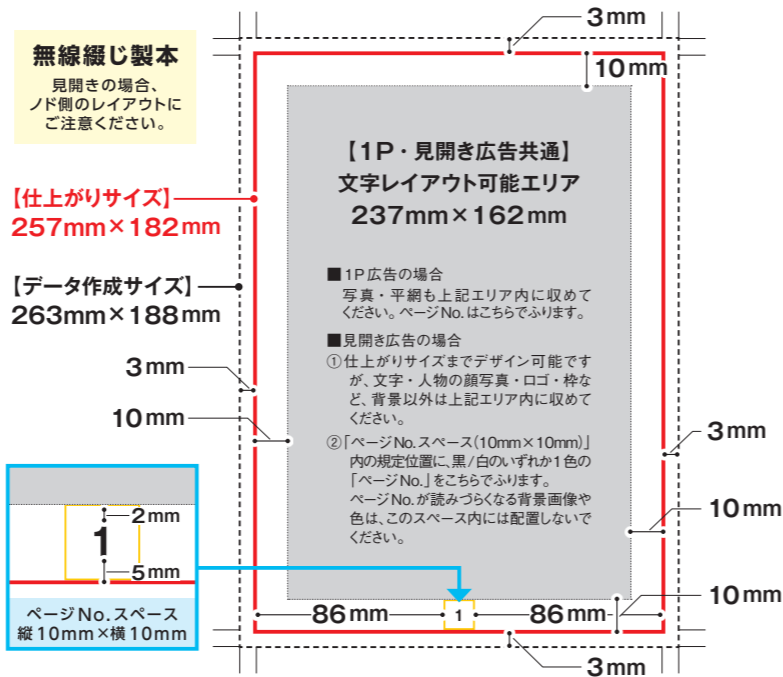 3mm
10mm
無線綴じ製本
見開きの場合、
ノド側のレイアウトに
ご注意ください。
【1P・見開き広告共通】
文字レイアウト可能エリア
237mm×162mm
【仕上がりサイズ】
257mm×182mm
【データ作成サイズ】
263mm×188mm
■1P広告の場合
写真・平網も上記エリア内に収めて
ください。ページNo.はこちらでふります。
■見開き広告の場合
①仕上がりサイズまでデザイン可能です
が、文字・人物の顔写真・ロゴ・枠な
ど、背景以外は上記エリア内に収めて
ください。
②「ページNo.スペース(10mm×10mm)」
内の規定位置に、黒/白のいずれか1色の
「ページNo.」をこちらでふります。
ページNo.が読みづらくなる背景画像や
色は、このスペース内には配置しないで
ください。
3mm
10mm
3mm
10mm
10mm
2mm
1
5mm
ページNo.スペース
縦10mm×横10mm
86mm
1
86mm
3mm